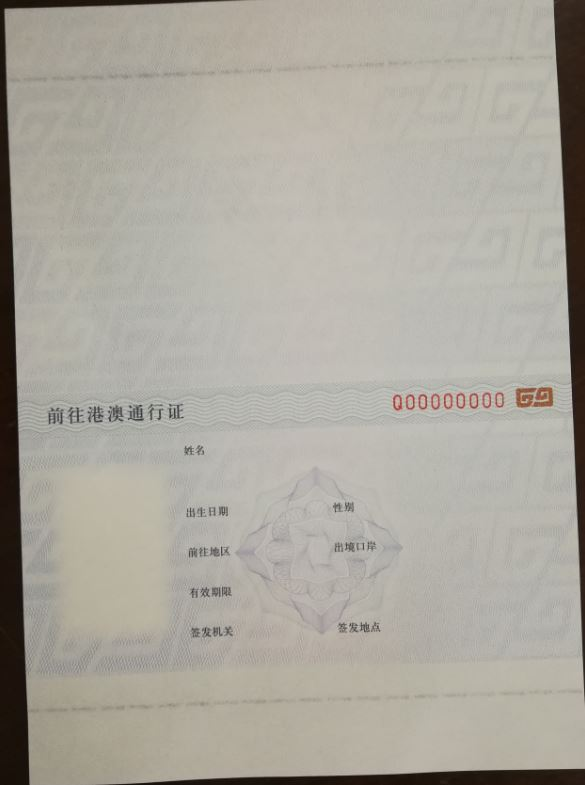 前往港澳通行证 Q00000000
姓名
出生日期 性别
前往地区 出境口岸
有效期限
签发机关 签发地点